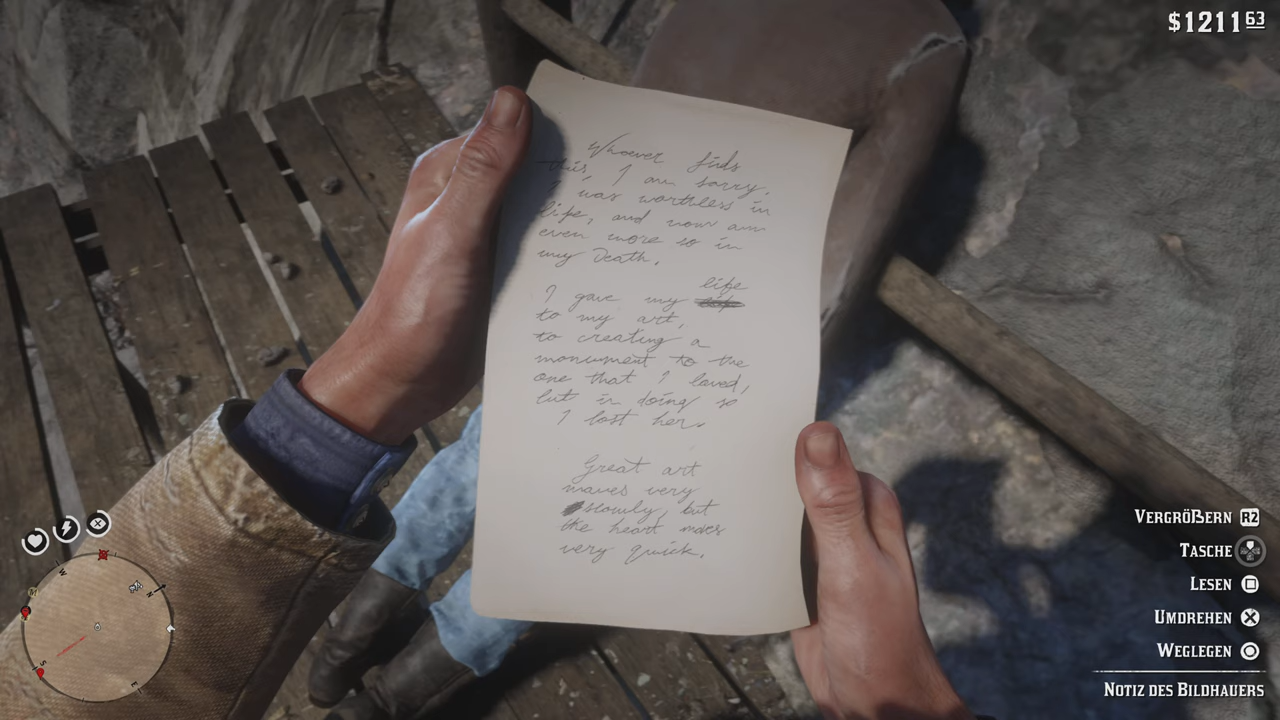 $1211 63
Whoever finds
this, I am sorry.
I was worthless in
life, and now am
even more so in
my Death.
life
I gave my
to my art,
to creating a
monument to the
one that I loved,
but in doing so
I lost her.
Great art
moves very
slowly, but
the heart moves
very quick.
VERGRÖẞERN R2
TASCHE
LESEN
UMDREHEN
WEGLEGEN
NOTIZ DES BILDHAUERS